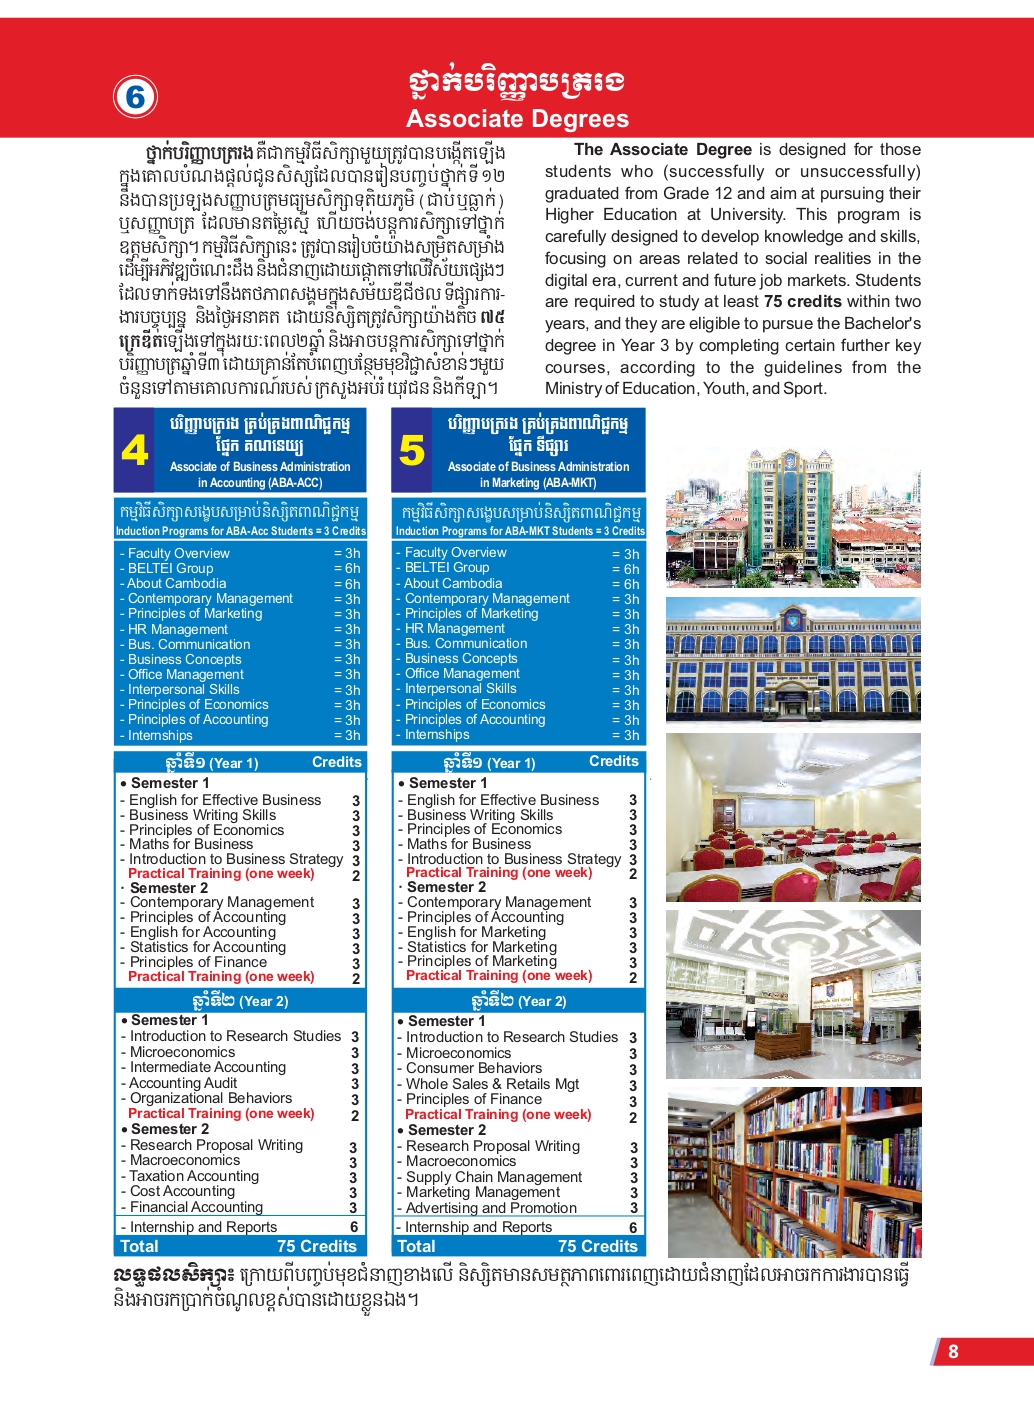 6
ថ្នាក់បរិញ្ញាបត្ររង
Associate Degrees
ថ្នាក់បរិញ្ញាបត្ររង គឺជាកម្មវិធីសិក្សាមួយត្រូវបានបង្កើតឡើង
ក្នុងគោលបំណងផ្តល់ជូនសិស្សដែលបានរៀនបញ្ចប់ថ្នាក់ទី ១២
និងបានប្រឡងសញ្ញាបត្រមធ្យមសិក្សាទុតិយភូមិ (ជាប់ឬធ្លាក់)
ឬសញ្ញាបត្រ ដែលមានតម្លៃស្មើ ហើយចង់បន្តការសិក្សាទៅថ្នាក់
ឧត្តមសិក្សា។ កម្មវិធីសិក្សានេះ ត្រូវបានរៀបចំយ៉ាងសម្រិតសម្រាំង
ដើម្បីអភិវឌ្ឍចំណេះដឹង និងជំនាញដោយផ្តោតទៅលើវិស័យផ្សេងៗ
ដែលទាក់ទងទៅនឹងតថភាពសង្គមក្នុងសម័យឌីជីថល ទីផ្សារការ-
ងារបច្ចុប្បន្ន និងថ្ងៃអនាគត ដោយនិស្សិតត្រូវសិក្សាយ៉ាងតិច ៧៥
ក្រេឌីតឡើងទៅក្នុងរយៈពេល២ឆ្នាំ និងអាចបន្តការសិក្សាទៅថ្នាក់
បរិញ្ញាបត្រឆ្នាំទី៣ ដោយគ្រាន់តែបំពេញបន្ថែមមុខវិជ្ជាសំខាន់ៗមួយ
ចំនួនទៅតាមគោលការណ៍របស់ ក្រសួងអប់រំ យុវជន និងកីឡា។
The Associate Degree is designed for those
students who (successfully or unsuccessfully)
graduated from Grade 12 and aim at pursuing their
Higher Education at University. This program is
carefully designed to develop knowledge and skills,
focusing on areas related to social realities in the
digital era, current and future job markets. Students
are required to study at least 75 credits within two
years, and they are eligible to pursue the Bachelor's
degree in Year 3 by completing certain further key
courses, according to the guidelines from the
Ministry of Education, Youth, and Sport.
4
បរិញ្ញាបត្ររង គ្រប់គ្រងពាណិជ្ជកម្ម
ផ្នែក គណនេយ្យ
Associate of Business Administration
in Accounting (ABA-ACC)
កម្មវិធីសិក្សាសង្ខេបសម្រាប់និស្សិតពាណិជ្ជកម្ម
Induction Programs for ABA-Acc Students = 3 Credits
- Faculty Overview = 3h
- BELTEI Group = 6h
- About Cambodia = 6h
- Contemporary Management = 3h
- Principles of Marketing = 3h
- HR Management = 3h
- Bus. Communication = 3h
- Business Concepts = 3h
- Office Management = 3h
- Interpersonal Skills = 3h
- Principles of Economics = 3h
- Principles of Accounting = 3h
- Internships = 3h
ឆ្នាំទី១ (Year 1) Credits
• Semester 1
- English for Effective Business 3
- Business Writing Skills 3
- Principles of Economics 3
- Maths for Business 3
- Introduction to Business Strategy 3
Practical Training (one week) 2
· Semester 2
- Contemporary Management 3
- Principles of Accounting 3
- English for Accounting 3
- Statistics for Accounting 3
- Principles of Finance 3
Practical Training (one week) 2
ឆ្នាំទី២ (Year 2)
• Semester 1
- Introduction to Research Studies 3
- Microeconomics 3
- Intermediate Accounting 3
- Accounting Audit 3
- Organizational Behaviors 3
Practical Training (one week) 2
• Semester 2
- Research Proposal Writing 3
- Macroeconomics 3
- Taxation Accounting 3
- Cost Accounting 3
- Financial Accounting 3
- Internship and Reports 6
Total 75 Credits
5
បរិញ្ញាបត្ររង គ្រប់គ្រងពាណិជ្ជកម្ម
ផ្នែក ទីផ្សារ
Associate of Business Administration
in Marketing (ABA-MKT)
កម្មវិធីសិក្សាសង្ខេបសម្រាប់និស្សិតពាណិជ្ជកម្ម
Induction Programs for ABA-MKT Students = 3 Credits
- Faculty Overview = 3h
- BELTEI Group = 6h
- About Cambodia = 6h
- Contemporary Management = 3h
- Principles of Marketing = 3h
- HR Management = 3h
- Bus. Communication = 3h
- Business Concepts = 3h
- Office Management = 3h
- Interpersonal Skills = 3h
- Principles of Economics = 3h
- Principles of Accounting = 3h
- Internships = 3h
ឆ្នាំទី១ (Year 1) Credits
• Semester 1
- English for Effective Business 3
- Business Writing Skills 3
- Principles of Economics 3
- Maths for Business 3
- Introduction to Business Strategy 3
Practical Training (one week) 2
· Semester 2
- Contemporary Management 3
- Principles of Accounting 3
- English for Marketing 3
- Statistics for Marketing 3
- Principles of Marketing 3
Practical Training (one week) 2
ឆ្នាំទី២ (Year 2)
• Semester 1
- Introduction to Research Studies 3
- Microeconomics 3
- Consumer Behaviors 3
- Whole Sales & Retails Mgt 3
- Principles of Finance 3
Practical Training (one week) 2
• Semester 2
- Research Proposal Writing 3
- Macroeconomics 3
- Supply Chain Management 3
- Marketing Management 3
- Advertising and Promotion 3
- Internship and Reports 6
Total 75 Credits
លទ្ធផលសិក្សា៖ ក្រោយពីបញ្ចប់មុខជំនាញខាងលើ និស្សិតមានសមត្ថភាពពោរពេញដោយជំនាញដែលអាចរកការងារបានធ្វើ
និងអាចរកប្រាក់ចំណូលខ្ពស់បានដោយខ្លួនឯង។
8